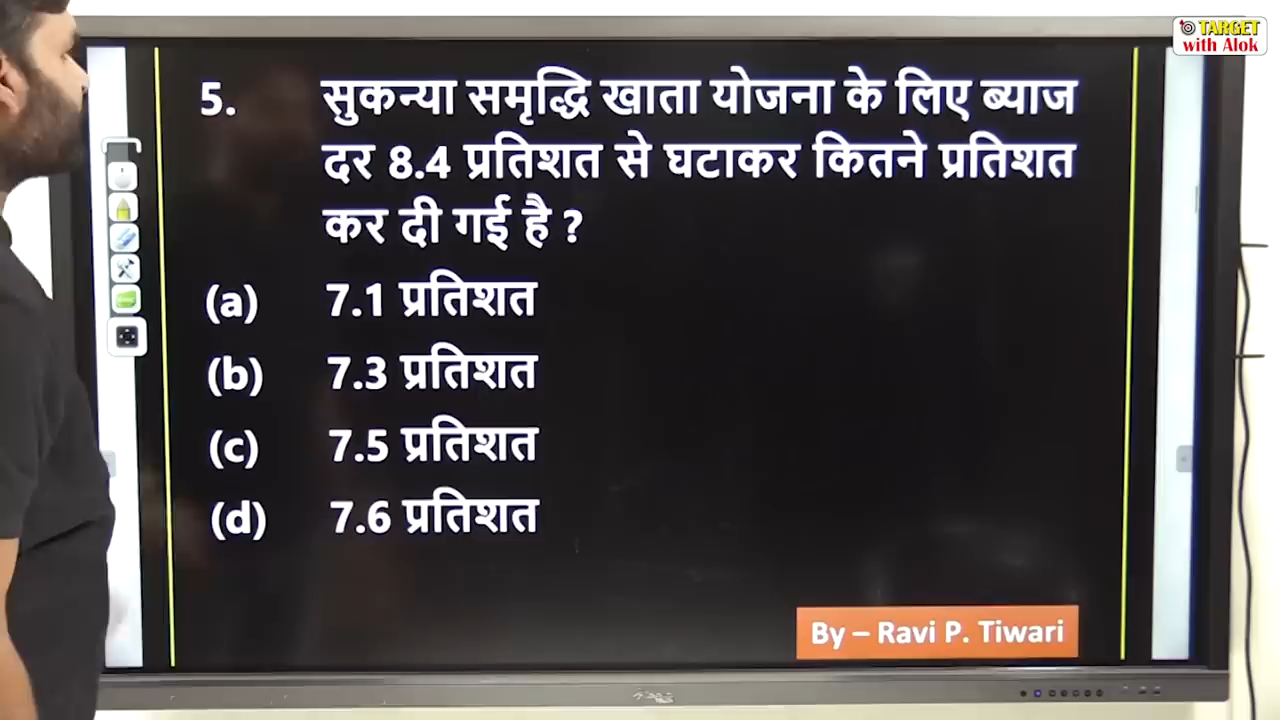 TARGET
with Alok
5. सुकन्या समृद्धि खाता योजना के लिए ब्याज
दर 8.4 प्रतिशत से घटाकर कितने प्रतिशत
कर दी गई है ?
(a) 7.1 प्रतिशत
(b) 7.3 प्रतिशत
(c) 7.5 प्रतिशत
(d) 7.6 प्रतिशत
By – Ravi P. Tiwari